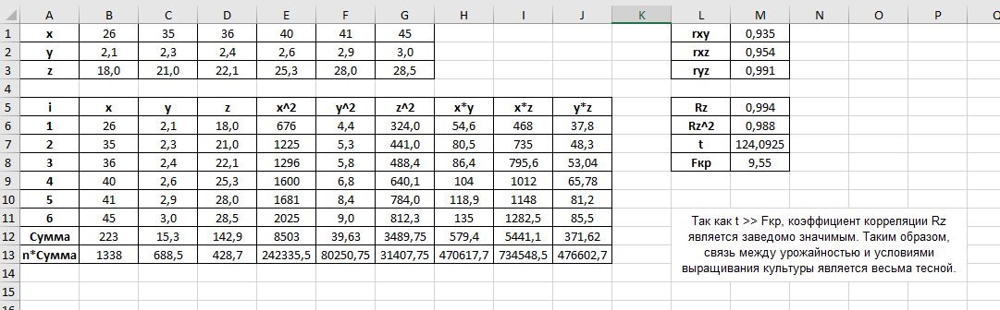 A B C D E F G H I J K L M N O P Q
1 x 26 35 36 40 41 45 rxy 0,935
2 y 2,1 2,3 2,4 2,6 2,9 3,0 rxz 0,954
3 z 18,0 21,0 22,1 25,3 28,0 28,5 ryz 0,991
4
5 i x y z x^2 y^2 z^2 x*y x*z y*z Rz 0,994
6 1 26 2,1 18,0 676 4,4 324,0 54,6 468 37,8 Rz^2 0,988
7 2 35 2,3 21,0 1225 5,3 441,0 80,5 735 48,3 t 124,0925
8 3 36 2,4 22,1 1296 5,8 488,4 86,4 795,6 53,04 Fкр 9,55
9 4 40 2,6 25,3 1600 6,8 640,1 104 1012 65,78
10 5 41 2,9 28,0 1681 8,4 784,0 118,9 1148 81,2
11 6 45 3,0 28,5 2025 9,0 812,3 135 1282,5 85,5
12 Сумма 223 15,3 142,9 8503 39,63 3489,75 579,4 5441,1 371,62
13 n*Сумма 1338 688,5 428,7 242335,5 80250,75 31407,75 470617,7 734548,5 476602,7
14
15
16
Так как t >> Fкр, коэффициент корреляции Rz
является заведомо значимым. Таким образом,
связь между урожайностью и условиями
выращивания культуры является весьма тесной.